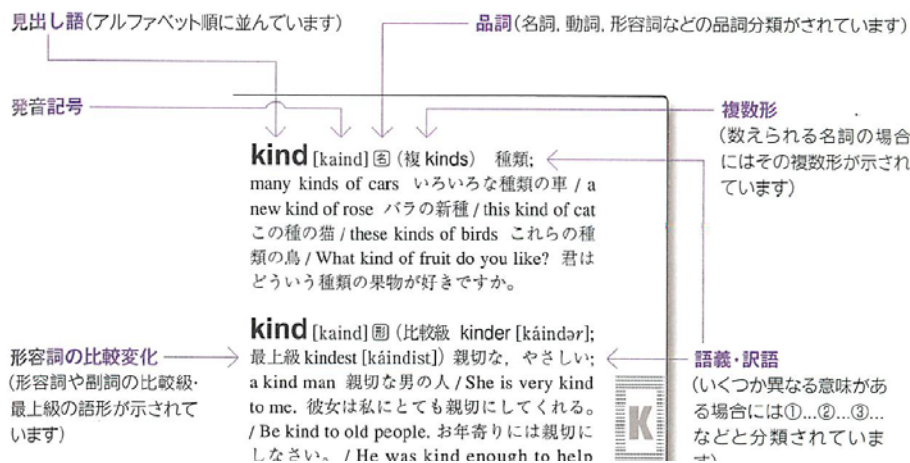 見出し語(アルファベット順に並んでいます)
品詞(名詞, 動詞, 形容詞などの品詞分類がされています)
発音記号
複数形
(数えられる名詞の場合
にはその複数形が示され
ています)
kind [kaind] 名 (複 kinds) 種類;
many kinds of cars いろいろな種類の車 / a
new kind of rose バラの新種 / this kind of cat
この種の猫 / these kinds of birds これらの種
類の鳥 / What kind of fruit do you like? 君は
どういう種類の果物が好きですか。
kind [kaind] 形 (比較級 kinder [káindər];
最上級 kindest [káindist]) 親切な, やさしい;
a kind man 親切な男の人 / She is very kind
to me. 彼女は私にとても親切にしてくれる。
/ Be kind to old people. お年寄りには親切に
しなさい。 / He was kind enough to help
形容詞の比較変化
(形容詞や副詞の比較級·
最上級の語形が示されて
います)
K
語義·訳語
(いくつか異なる意味があ
る場合には①...②...③...
などと分類されていま
す)